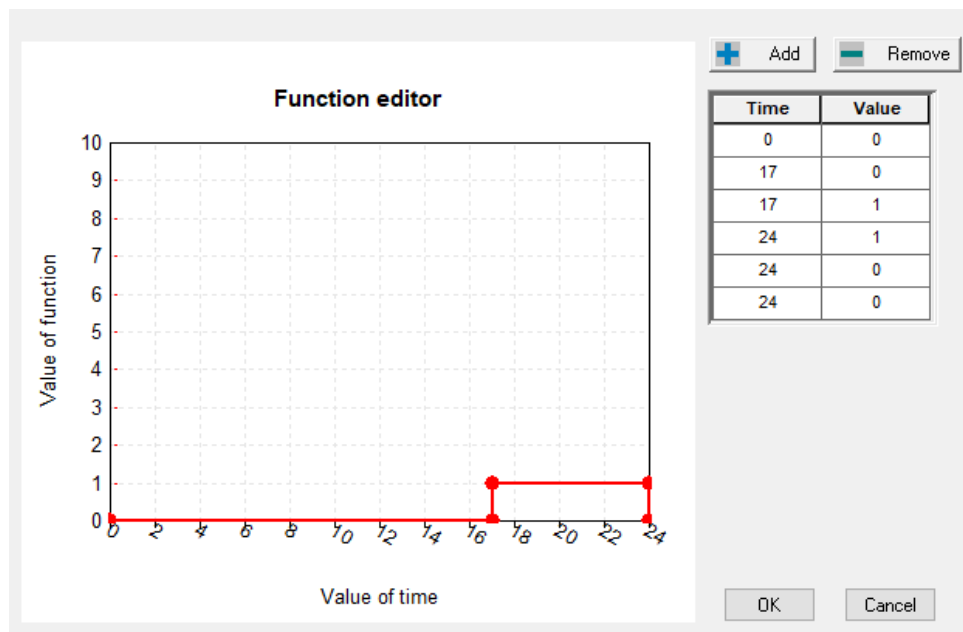 Add
Remove
Function editor
Time Value
0 0
17 0
17 1
24 1
24 0
24 0
10
9
8
7
6
5
4
3
2
1
0
0 2 4 6 8 10 12 14 16 18 20 22 24
Value of function
Value of time
OK
Cancel